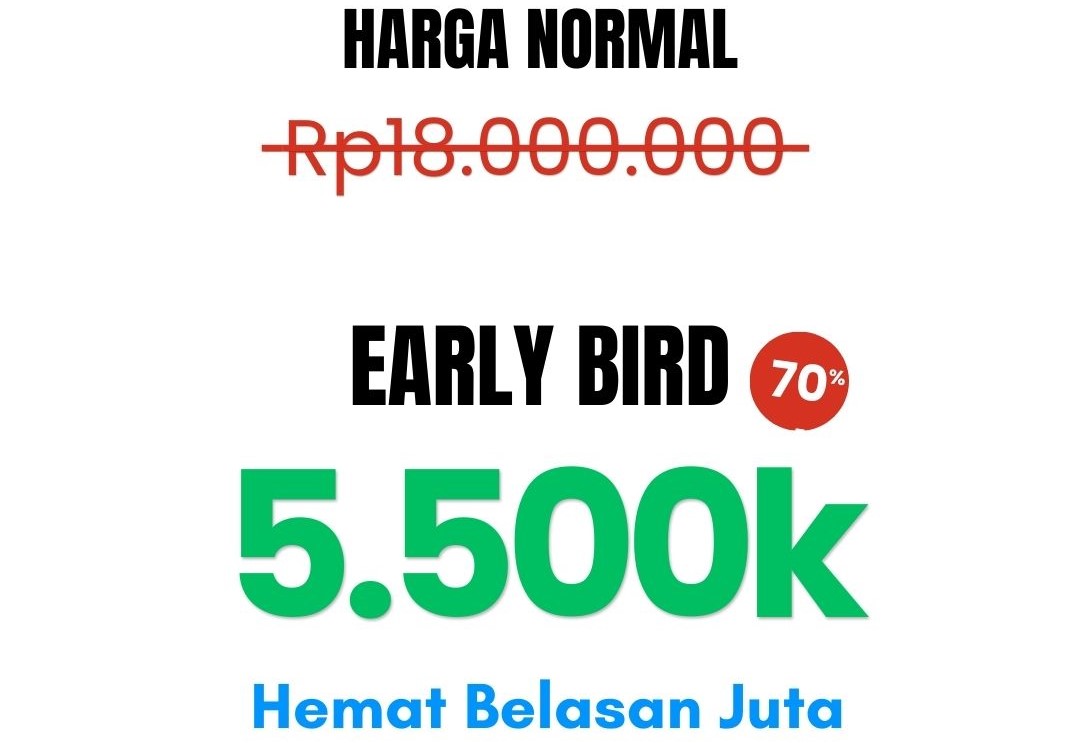 HARGA NORMAL
Rp18.000.000
EARLY BIRD
70%
5.500k
Hemat Belasan Juta